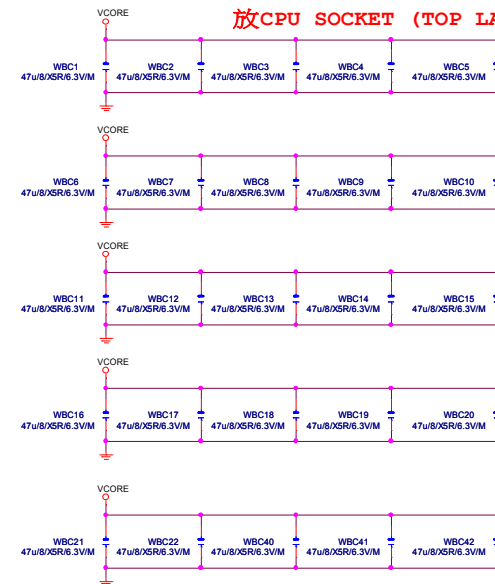 放CPU SOCKET (TOP LA
VCORE
WBC1 WBC2 WBC3 WBC4 WBC5
47u/8/X5R/6.3V/M 47u/8/X5R/6.3V/M 47u/8/X5R/6.3V/M 47u/8/X5R/6.3V/M 47u/8/X5R/6.3V/M
VCORE
WBC6 WBC7 WBC8 WBC9 WBC10
47u/8/X5R/6.3V/M 47u/8/X5R/6.3V/M 47u/8/X5R/6.3V/M 47u/8/X5R/6.3V/M 47u/8/X5R/6.3V/M
VCORE
WBC11 WBC12 WBC13 WBC14 WBC15
47u/8/X5R/6.3V/M 47u/8/X5R/6.3V/M 47u/8/X5R/6.3V/M 47u/8/X5R/6.3V/M 47u/8/X5R/6.3V/M
VCORE
WBC16 WBC17 WBC18 WBC19 WBC20
47u/8/X5R/6.3V/M 47u/8/X5R/6.3V/M 47u/8/X5R/6.3V/M 47u/8/X5R/6.3V/M 47u/8/X5R/6.3V/M
VCORE
WBC21 WBC22 WBC40 WBC41 WBC42
47u/8/X5R/6.3V/M 47u/8/X5R/6.3V/M 47u/8/X5R/6.3V/M 47u/8/X5R/6.3V/M 47u/8/X5R/6.3V/M